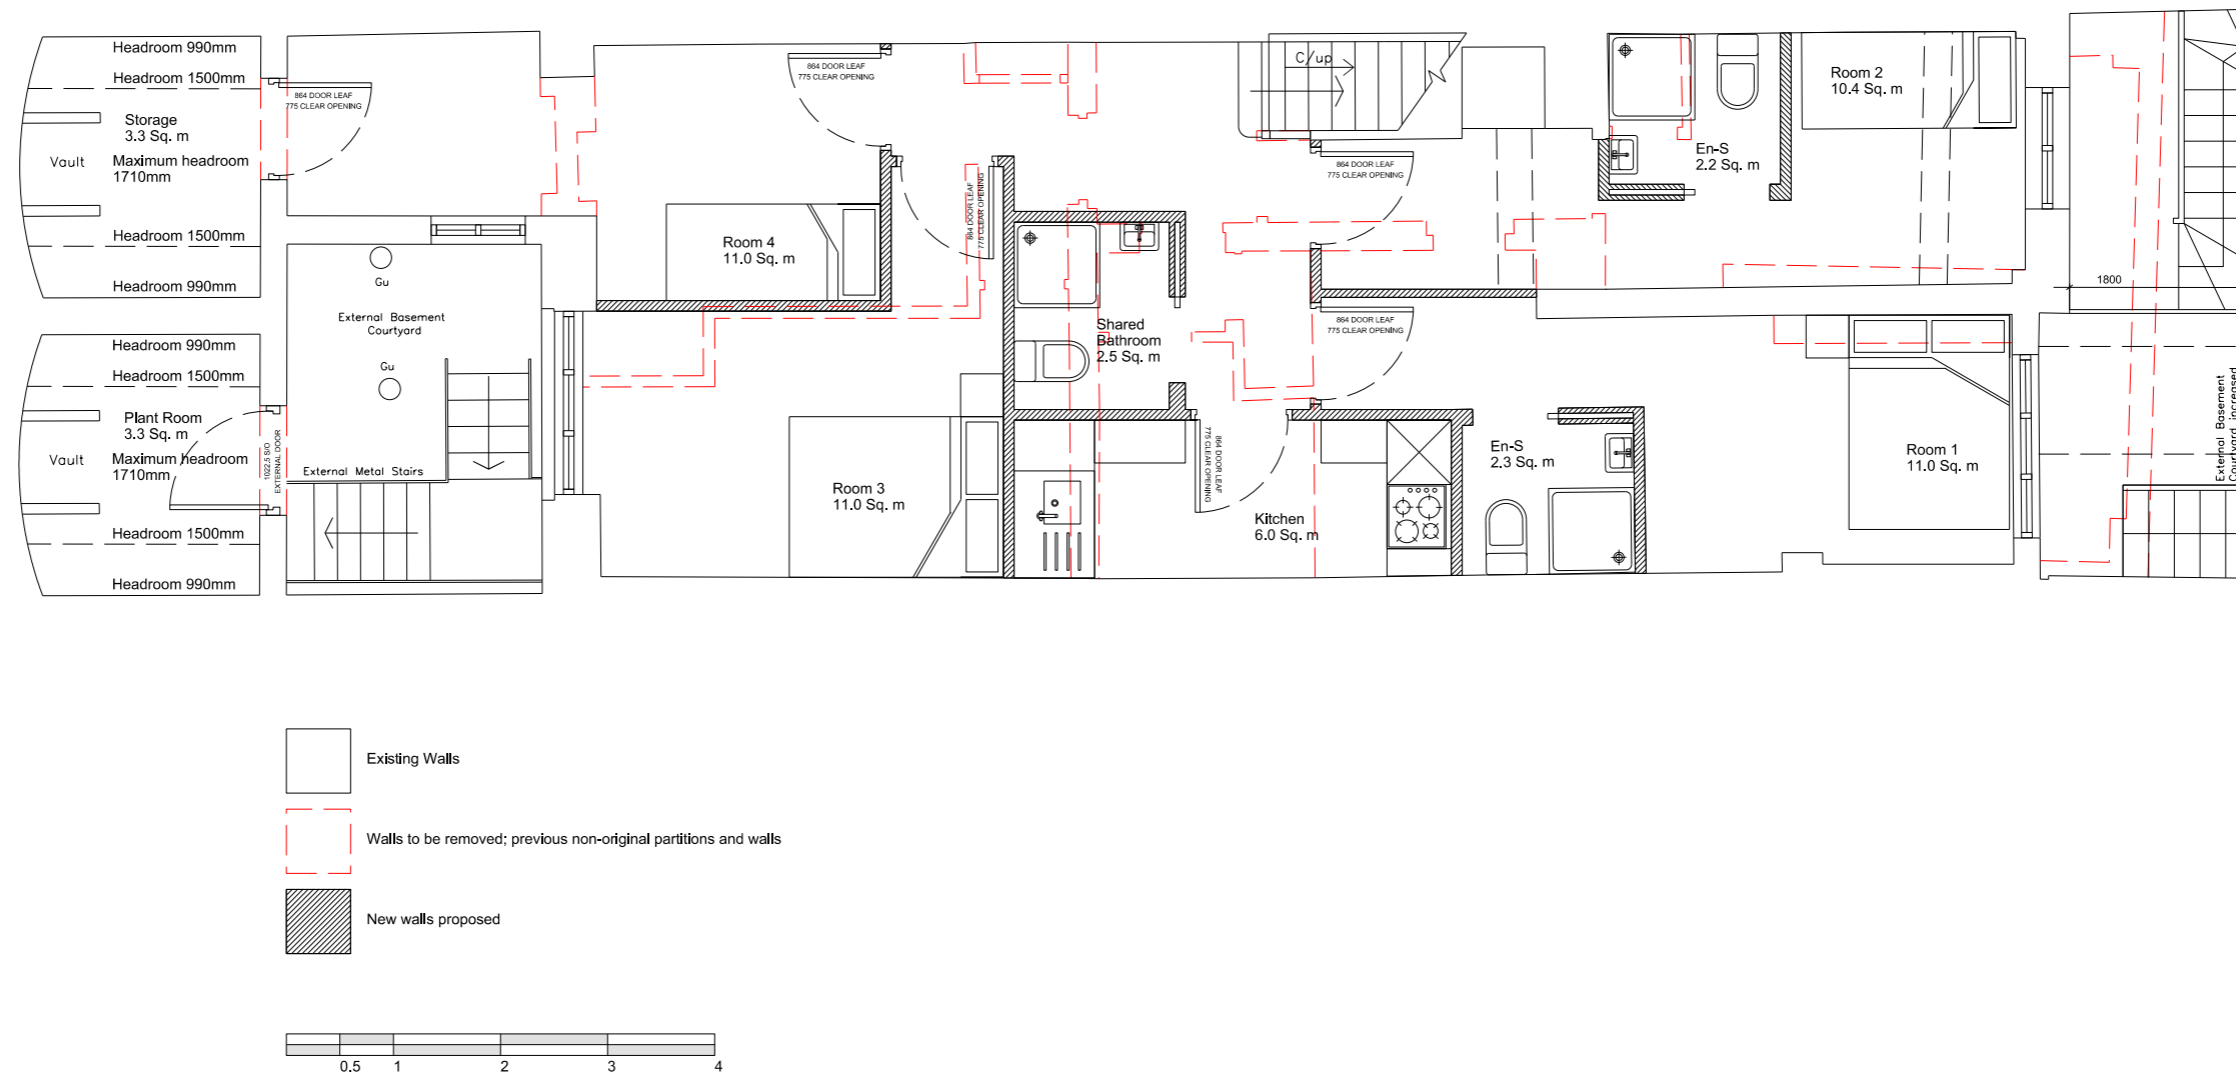 Headroom 990mm
Headroom 1500mm
864 DOOR LEAF
775 CLEAR OPENING
Storage
3.3 Sq. m
Vault
Maximum headroom
1710mm
Headroom 1500mm
Headroom 990mm
Gu
External Basement
Courtyard
Gu
Headroom 990mm
Headroom 1500mm
Plant Room
3.3 Sq. m
Vault
Maximum headroom
1710mm
1022.5 S/O
EXTERNAL DOOR
External Metal Stairs
Headroom 1500mm
Headroom 990mm
864 DOOR LEAF
775 CLEAR OPENING
Room 4
11.0 Sq. m
864 DOOR LEAF
775 CLEAR OPENING
Room 3
11.0 Sq. m
Shared
Bathroom
2.5 Sq. m
C/up
864 DOOR LEAF
775 CLEAR OPENING
864 DOOR LEAF
775 CLEAR OPENING
864 DOOR LEAF
775 CLEAR OPENING
Kitchen
6.0 Sq. m
En-S
2.3 Sq. m
En-S
2.2 Sq. m
Room 2
10.4 Sq. m
Room 1
11.0 Sq. m
1800
External Basement
Courtyard increased
Existing Walls
Walls to be removed; previous non-original partitions and walls
New walls proposed
0.5 1 2 3 4